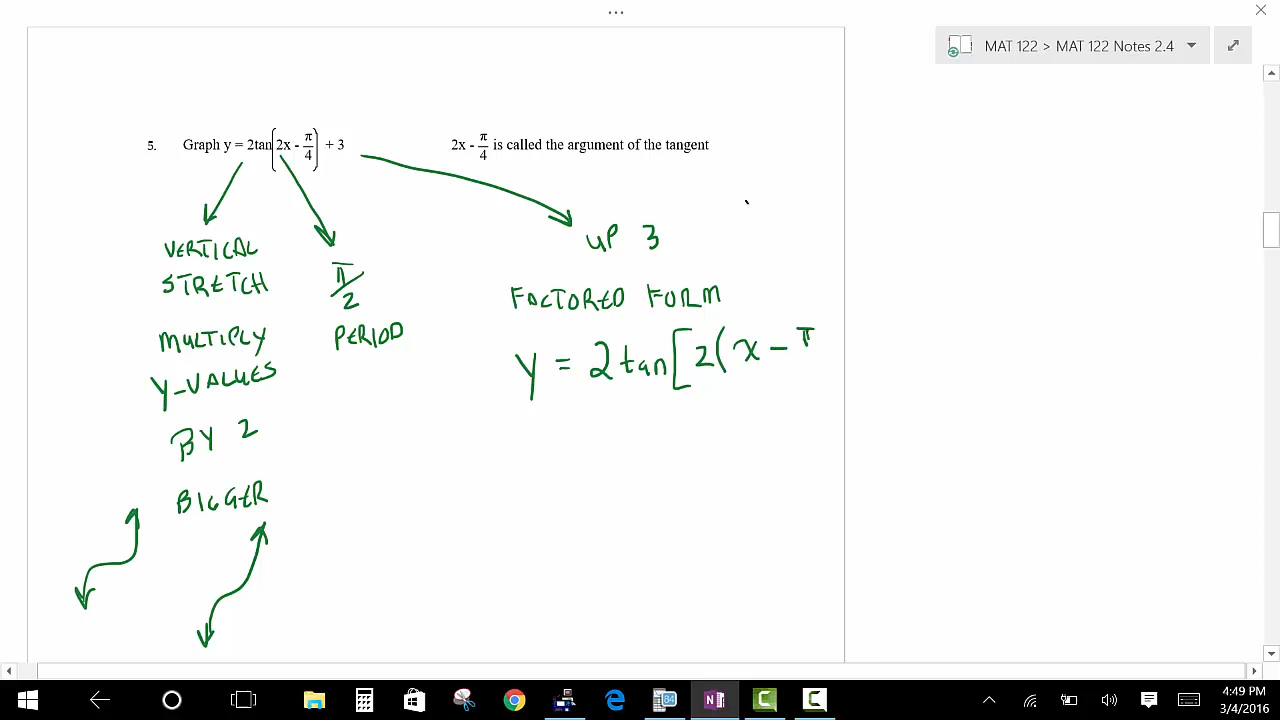 ...
MAT 122 > MAT 122 Notes 2.4
5. Graph y = 2tan(2x - π/4) + 3
2x - π/4 is called the argument of the tangent
UP 3
VERTICAL
STRETCH
π/2
PERIOD
FACTORED FORM
y = 2tan[2(x - π
MULTIPLY
Y-VALUES
BY 2
BIGGER
4:49 PM
3/4/2016